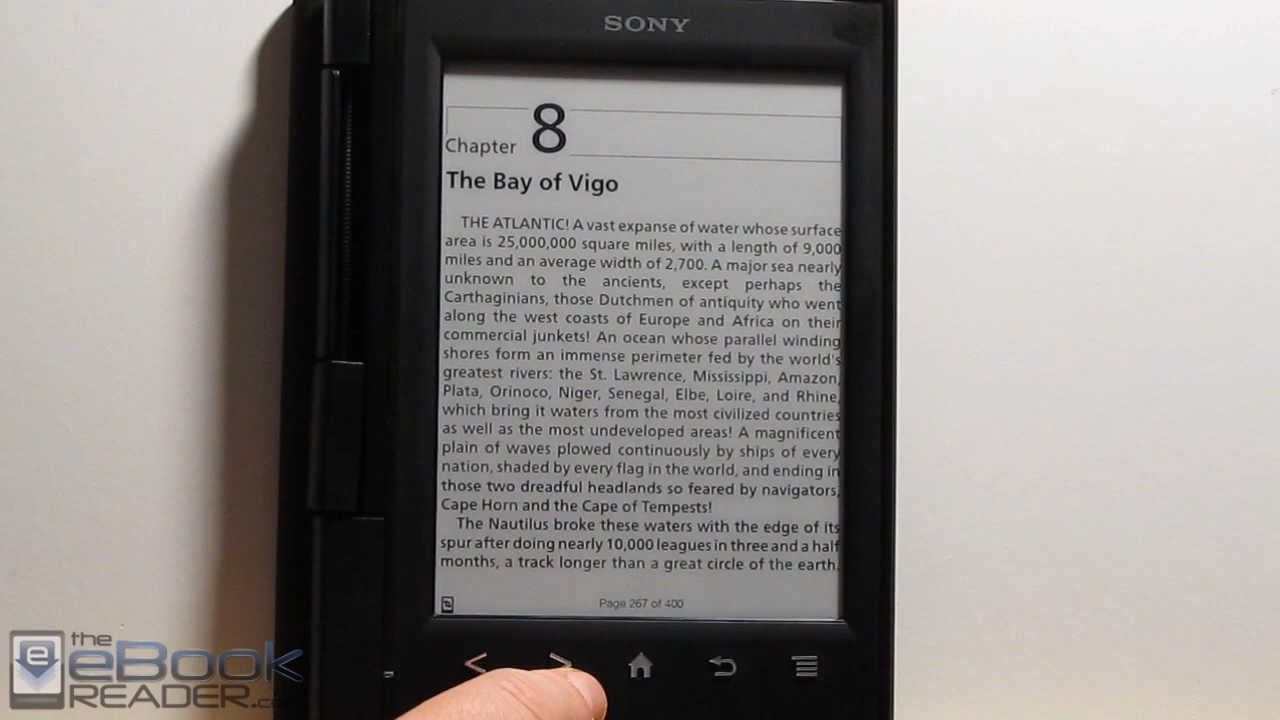 SONY
Chapter 8
The Bay of Vigo
THE ATLANTIC! A vast expanse of water whose surface
area is 25,000,000 square miles, with a length of 9,000
miles and an average width of 2,700. A major sea nearly
unknown to the ancients, except perhaps the
Carthaginians, those Dutchmen of antiquity who went
along the west coasts of Europe and Africa on their
commercial junkets! An ocean whose parallel winding
shores form an immense perimeter fed by the world's
greatest rivers: the St. Lawrence, Mississippi, Amazon,
Plata, Orinoco, Niger, Senegal, Elbe, Loire, and Rhine,
which bring it waters from the most civilized countries
as well as the most undeveloped areas! A magnificent
plain of waves plowed continuously by ships of every
nation, shaded by every flag in the world, and ending in
those two dreadful headlands so feared by navigators,
Cape Horn and the Cape of Tempests!
The Nautilus broke these waters with the edge of its
spur after doing nearly 10,000 leagues in three and a half
months, a track longer than a great circle of the earth.
Page 267 of 400
e the
eBook
READER.com